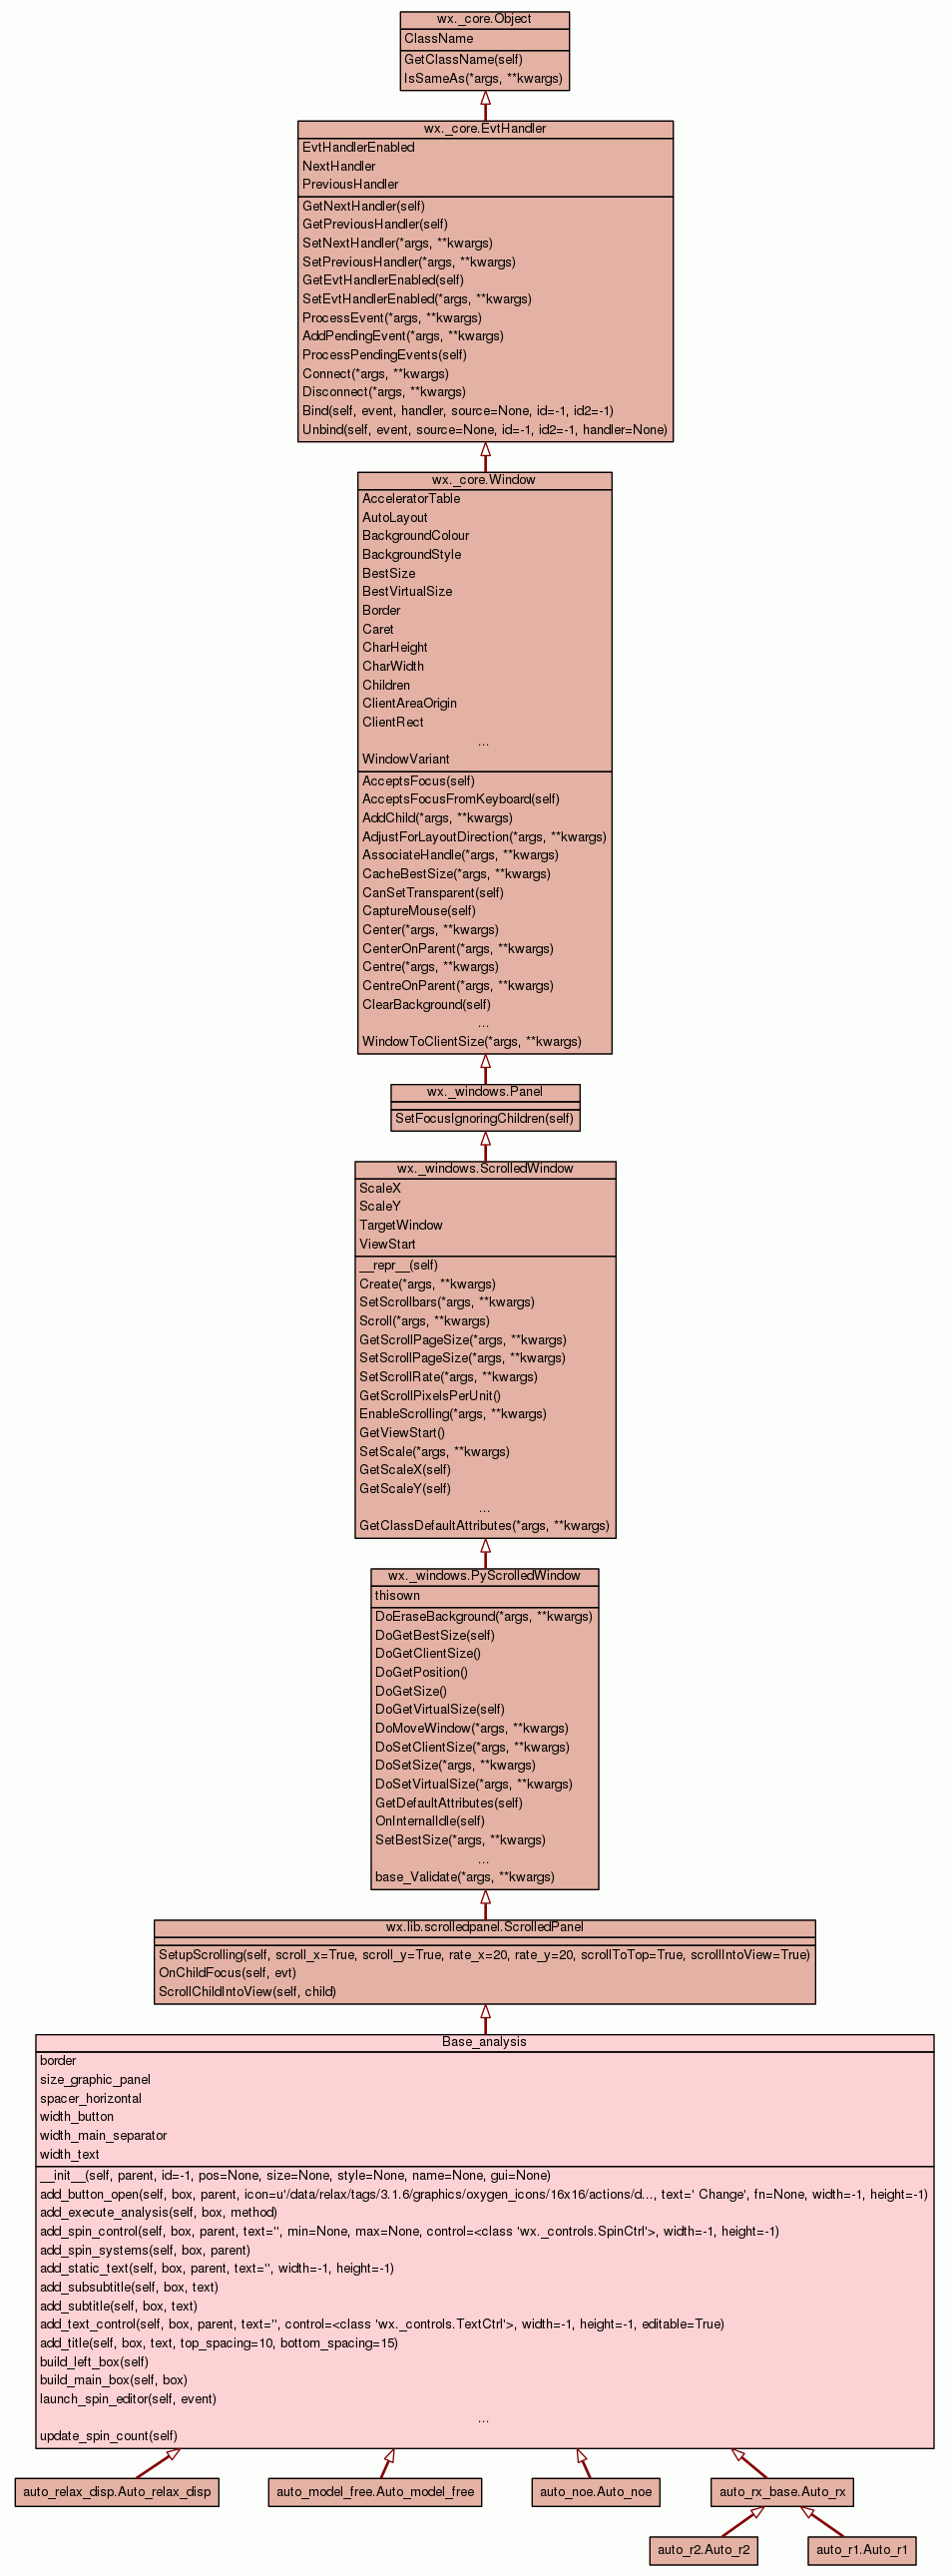 wx._core.Object
ClassName
GetClassName(self)
IsSameAs(*args, **kwargs)
wx._core.EvtHandler
EvtHandlerEnabled
NextHandler
PreviousHandler
GetNextHandler(self)
GetPreviousHandler(self)
SetNextHandler(*args, **kwargs)
SetPreviousHandler(*args, **kwargs)
GetEvtHandlerEnabled(self)
SetEvtHandlerEnabled(*args, **kwargs)
ProcessEvent(*args, **kwargs)
AddPendingEvent(*args, **kwargs)
ProcessPendingEvents(self)
Connect(*args, **kwargs)
Disconnect(*args, **kwargs)
Bind(self, event, handler, source=None, id=-1, id2=-1)
Unbind(self, event, source=None, id=-1, id2=-1, handler=None)
wx._core.Window
AcceleratorTable
AutoLayout
BackgroundColour
BackgroundStyle
BestSize
BestVirtualSize
Border
Caret
CharHeight
CharWidth
Children
ClientAreaOrigin
ClientRect
...
WindowVariant
AcceptsFocus(self)
AcceptsFocusFromKeyboard(self)
AddChild(*args, **kwargs)
AdjustForLayoutDirection(*args, **kwargs)
AssociateHandle(*args, **kwargs)
CacheBestSize(*args, **kwargs)
CanSetTransparent(self)
CaptureMouse(self)
Center(*args, **kwargs)
CenterOnParent(*args, **kwargs)
Centre(*args, **kwargs)
CentreOnParent(*args, **kwargs)
ClearBackground(self)
...
WindowToClientSize(*args, **kwargs)
wx._windows.Panel
SetFocusIgnoringChildren(self)
wx._windows.ScrolledWindow
ScaleX
ScaleY
TargetWindow
ViewStart
__repr__(self)
Create(*args, **kwargs)
SetScrollbars(*args, **kwargs)
Scroll(*args, **kwargs)
GetScrollPageSize(*args, **kwargs)
SetScrollPageSize(*args, **kwargs)
SetScrollRate(*args, **kwargs)
GetScrollPixelsPerUnit()
EnableScrolling(*args, **kwargs)
GetViewStart()
SetScale(*args, **kwargs)
GetScaleX(self)
GetScaleY(self)
...
GetClassDefaultAttributes(*args, **kwargs)
wx._windows.PyScrolledWindow
thisown
DoEraseBackground(*args, **kwargs)
DoGetBestSize(self)
DoGetClientSize()
DoGetPosition()
DoGetSize()
DoGetVirtualSize(self)
DoMoveWindow(*args, **kwargs)
DoSetClientSize(*args, **kwargs)
DoSetSize(*args, **kwargs)
DoSetVirtualSize(*args, **kwargs)
GetDefaultAttributes(self)
OnInternalIdle(self)
SetBestSize(*args, **kwargs)
...
base_Validate(*args, **kwargs)
wx.lib.scrolledpanel.ScrolledPanel
SetupScrolling(self, scroll_x=True, scroll_y=True, rate_x=20, rate_y=20, scrollToTop=True, scrollIntoView=True)
OnChildFocus(self, evt)
ScrollChildIntoView(self, child)
Base_analysis
border
size_graphic_panel
spacer_horizontal
width_button
width_main_separator
width_text
__init__(self, parent, id=-1, pos=None, size=None, style=None, name=None, gui=None)
add_button_open(self, box, parent, icon=u'/data/relax/tags/3.1.6/graphics/oxygen_icons/16x16/actions/d..., text=' Change', fn=None, width=-1, height=-1)
add_execute_analysis(self, box, method)
add_spin_control(self, box, parent, text='', min=None, max=None, control=<class 'wx._controls.SpinCtrl'>, width=-1, height=-1)
add_spin_systems(self, box, parent)
add_static_text(self, box, parent, text='', width=-1, height=-1)
add_subsubtitle(self, box, text)
add_subtitle(self, box, text)
add_text_control(self, box, parent, text='', control=<class 'wx._controls.TextCtrl'>, width=-1, height=-1, editable=True)
add_title(self, box, text, top_spacing=10, bottom_spacing=15)
build_left_box(self)
build_main_box(self, box)
launch_spin_editor(self, event)
...
update_spin_count(self)
auto_relax_disp.Auto_relax_disp
auto_model_free.Auto_model_free
auto_noe.Auto_noe
auto_rx_base.Auto_rx
auto_r2.Auto_r2
auto_r1.Auto_r1